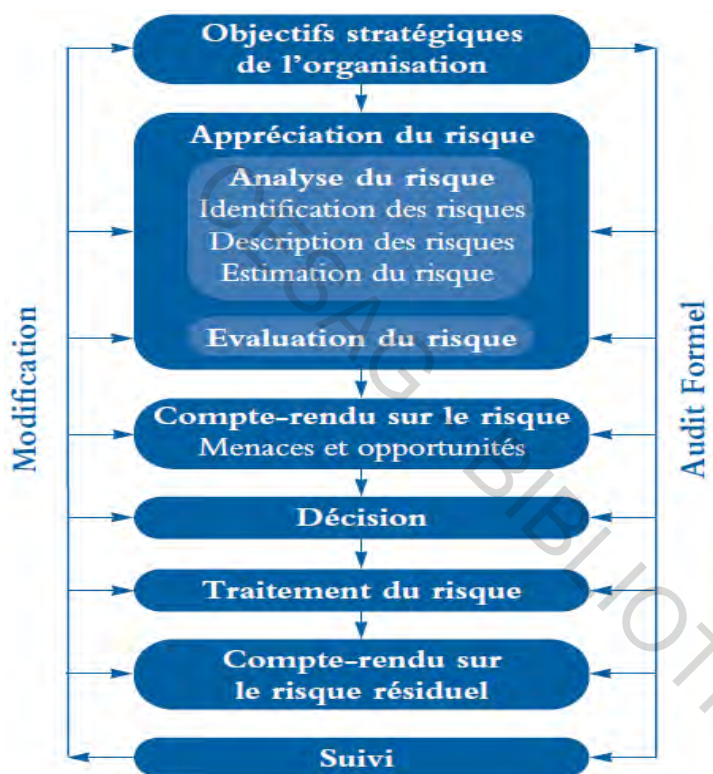 Objectifs stratégiques
de l'organisation
Appréciation du risque
Analyse du risque
Identification des risques
Description des risques
Estimation du risque
Evaluation du risque
Compte-rendu sur le risque
Menaces et opportunités
Décision
Traitement du risque
Compte-rendu sur
le risque résiduel
Suivi
Modification
Audit Formel
CESAG BIBLIOT